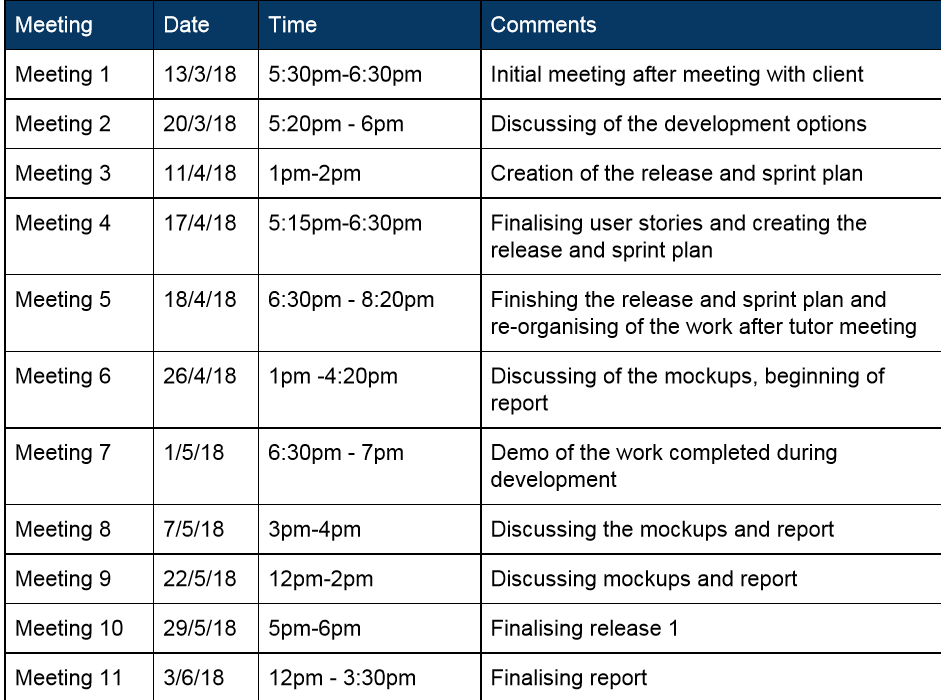 Meeting Date Time Comments
Meeting 1 13/3/18 5:30pm-6:30pm Initial meeting after meeting with client
Meeting 2 20/3/18 5:20pm - 6pm Discussing of the development options
Meeting 3 11/4/18 1pm-2pm Creation of the release and sprint plan
Meeting 4 17/4/18 5:15pm-6:30pm Finalising user stories and creating the
release and sprint plan
Meeting 5 18/4/18 6:30pm - 8:20pm Finishing the release and sprint plan and
re-organising of the work after tutor meeting
Meeting 6 26/4/18 1pm -4:20pm Discussing of the mockups, beginning of
report
Meeting 7 1/5/18 6:30pm - 7pm Demo of the work completed during
development
Meeting 8 7/5/18 3pm-4pm Discussing the mockups and report
Meeting 9 22/5/18 12pm-2pm Discussing mockups and report
Meeting 10 29/5/18 5pm-6pm Finalising release 1
Meeting 11 3/6/18 12pm - 3:30pm Finalising report